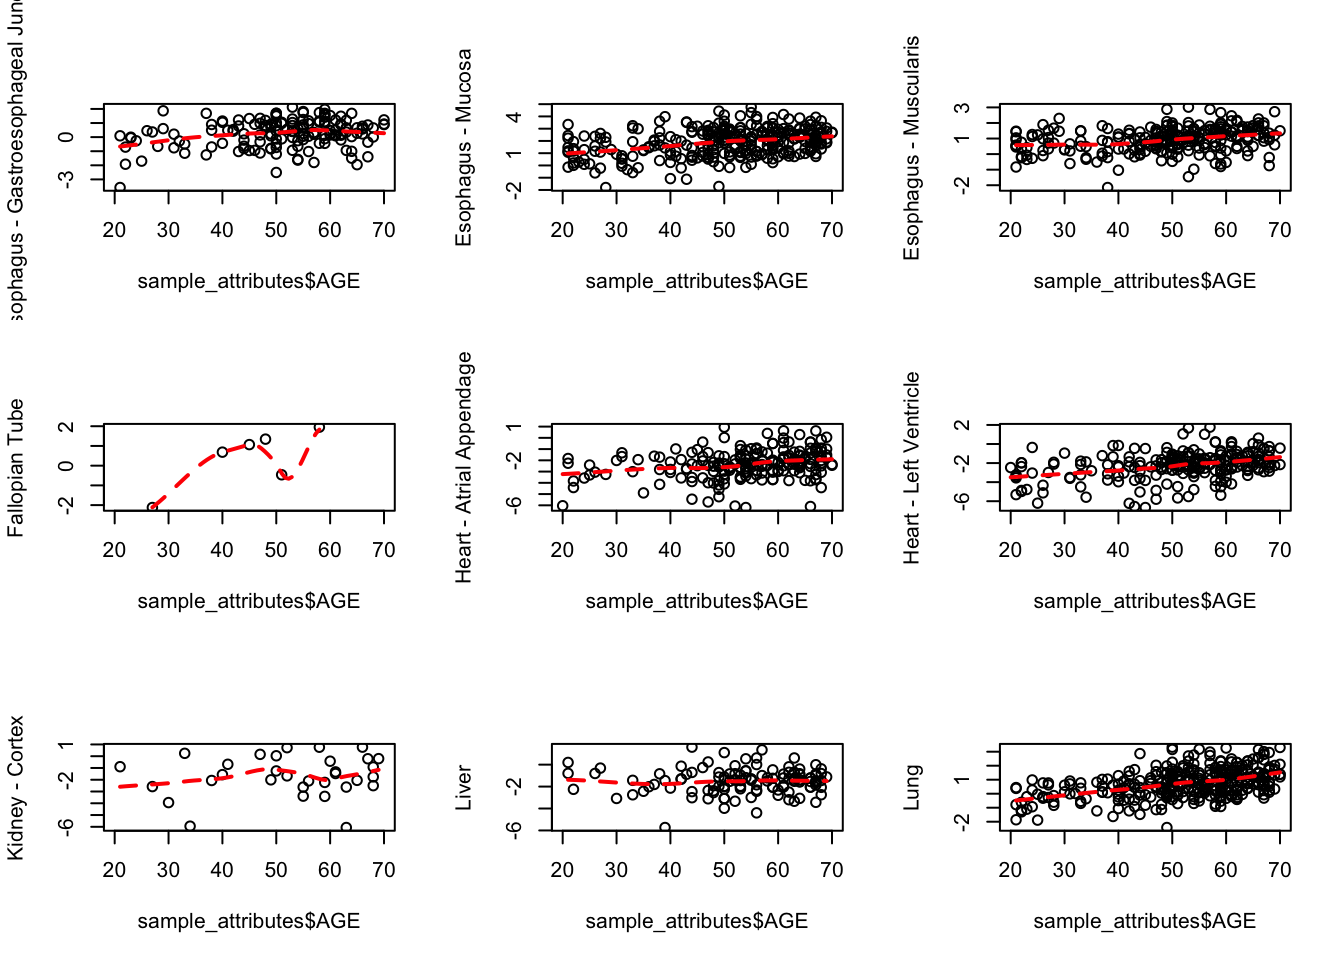 sophagus - Gastroesophageal Junc
0
-3
20 30 40 50 60 70
sample_attributes$AGE
Esophagus - Mucosa
4
1
-2
20 30 40 50 60 70
sample_attributes$AGE
Esophagus - Muscularis
3
1
-2
20 30 40 50 60 70
sample_attributes$AGE
Fallopian Tube
2
0
-2
20 30 40 50 60 70
sample_attributes$AGE
Heart - Atrial Appendage
1
-2
-6
20 30 40 50 60 70
sample_attributes$AGE
Heart - Left Ventricle
2
-2
-6
20 30 40 50 60 70
sample_attributes$AGE
Kidney - Cortex
1
-2
-6
20 30 40 50 60 70
sample_attributes$AGE
Liver
-2
-6
20 30 40 50 60 70
sample_attributes$AGE
Lung
1
-2
20 30 40 50 60 70
sample_attributes$AGE